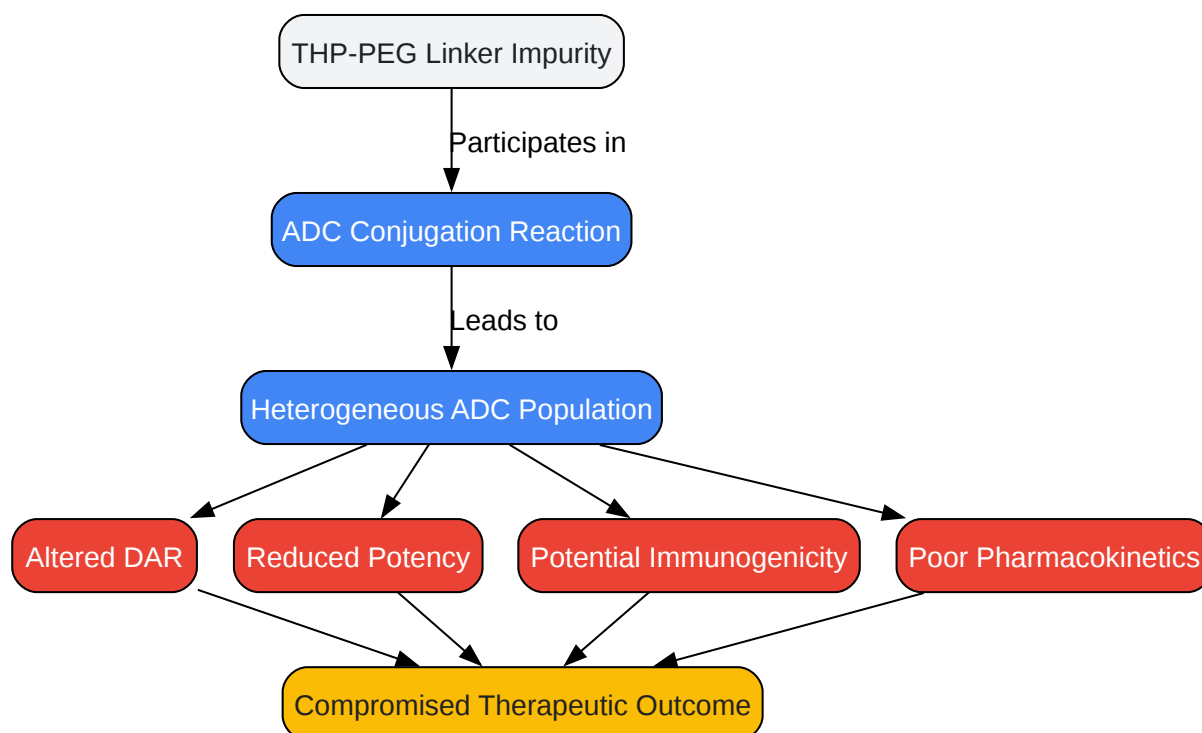 THP-PEG Linker Impurity
Participates in
ADC Conjugation Reaction
Leads to
Heterogeneous ADC Population
Altered DAR
Reduced Potency
Potential Immunogenicity
Poor Pharmacokinetics
Compromised Therapeutic Outcome